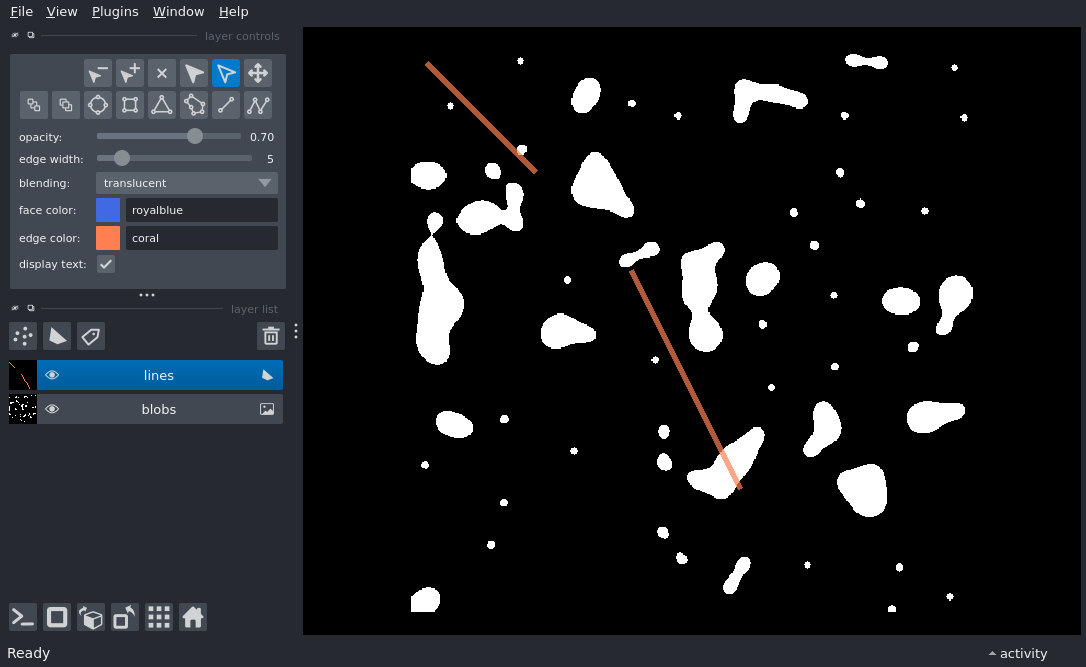 File View Plugins Window Help
layer controls
opacity: 0.70
edge width: 5
blending: translucent
face color: royalblue
edge color: coral
display text:
layer list
lines
blobs
Ready
activity